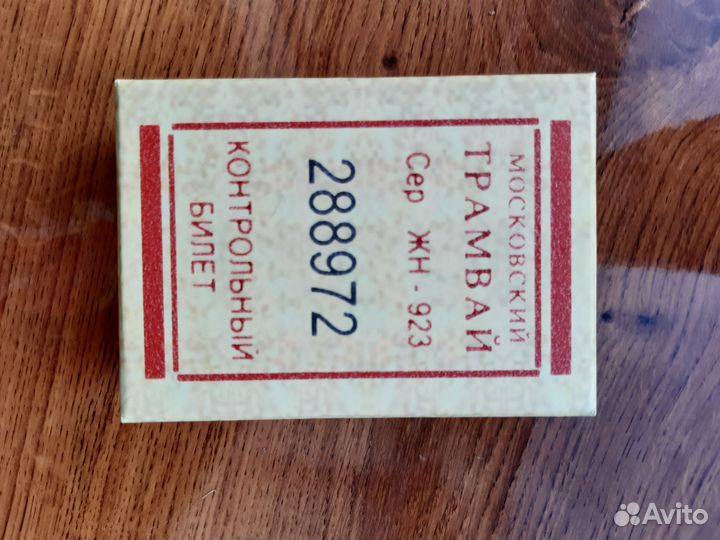 МОСКОВСКИЙ
ТРАМВАЙ
Сер ЖН - 923
288972
КОНТРОЛЬНЫЙ
БИЛЕТ
Avito